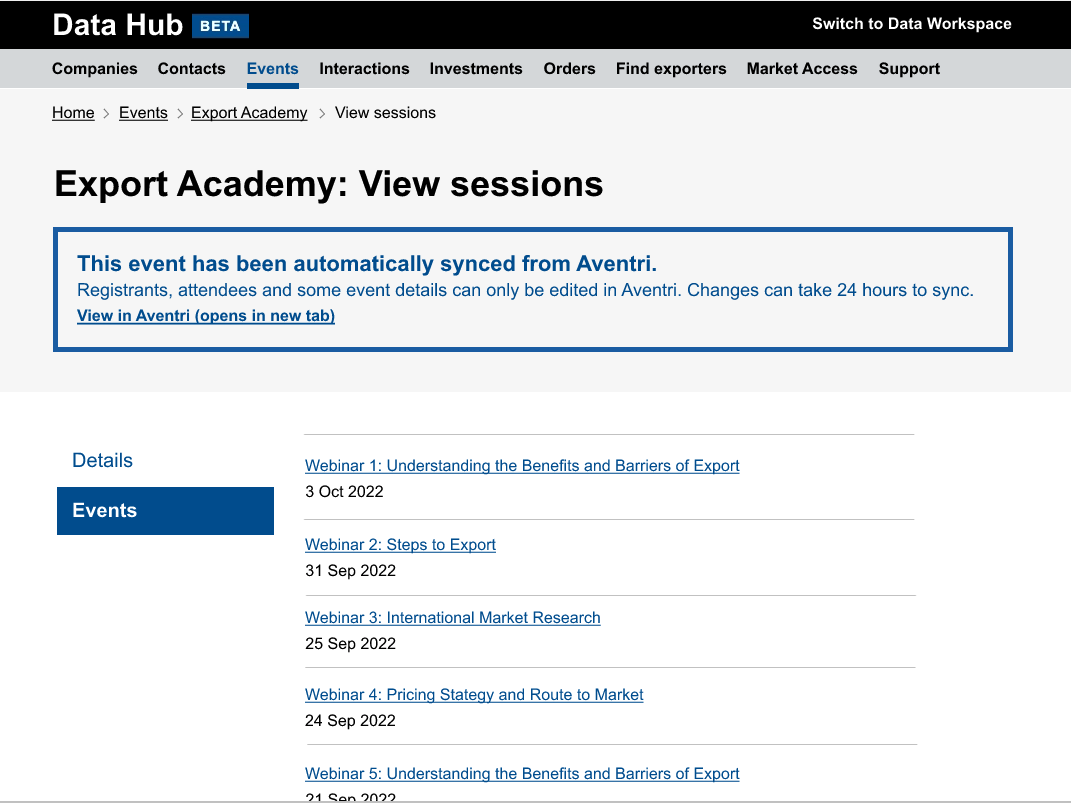 Data Hub BETA Switch to Data Workspace
Companies Contacts Events Interactions Investments Orders Find exporters Market Access Support
Home > Events > Export Academy > View sessions
Export Academy: View sessions
This event has been automatically synced from Aventri.
Registrants, attendees and some event details can only be edited in Aventri. Changes can take 24 hours to sync.
View in Aventri (opens in new tab)
Details
Events
Webinar 1: Understanding the Benefits and Barriers of Export
3 Oct 2022
Webinar 2: Steps to Export
31 Sep 2022
Webinar 3: International Market Research
25 Sep 2022
Webinar 4: Pricing Stategy and Route to Market
24 Sep 2022
Webinar 5: Understanding the Benefits and Barriers of Export
21 Sep 2022